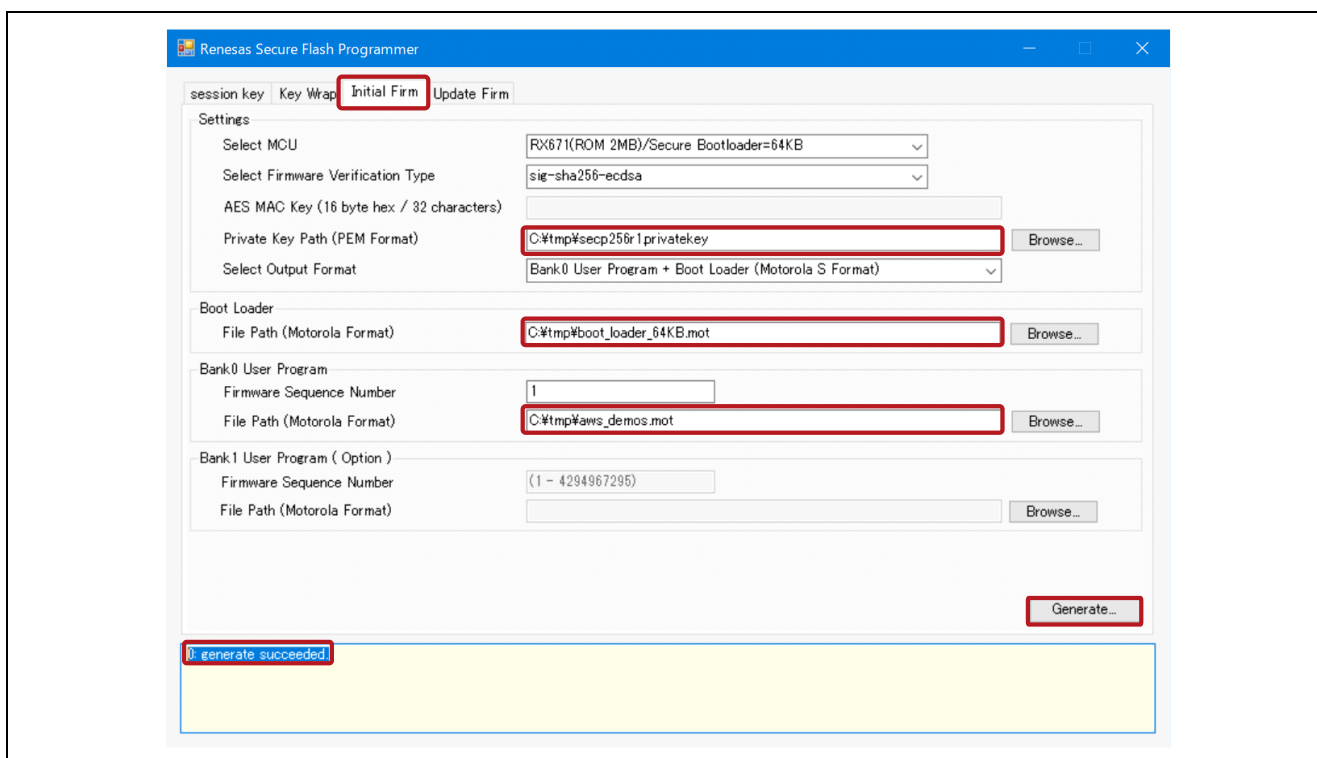 Renesas Secure Flash Programmer
session key Key Wrap Initial Firm Update Firm
Settings
Select MCU RX671(ROM 2MB)/Secure Bootloader=64KB
Select Firmware Verification Type sig-sha256-ecdsa
AES MAC Key (16 byte hex / 32 characters)
Private Key Path (PEM Format) C:¥tmp¥secp256r1.privatekey Browse...
Select Output Format Bank0 User Program + Boot Loader (Motorola S Format)
Boot Loader
File Path (Motorola Format) C:¥tmp¥boot_loader_64KB.mot Browse...
Bank0 User Program
Firmware Sequence Number 1
File Path (Motorola Format) C:¥tmp¥aws_demos.mot Browse...
Bank1 User Program ( Option )
Firmware Sequence Number (1 - 4294967295)
File Path (Motorola Format) Browse...
Generate...
0: generate succeeded.